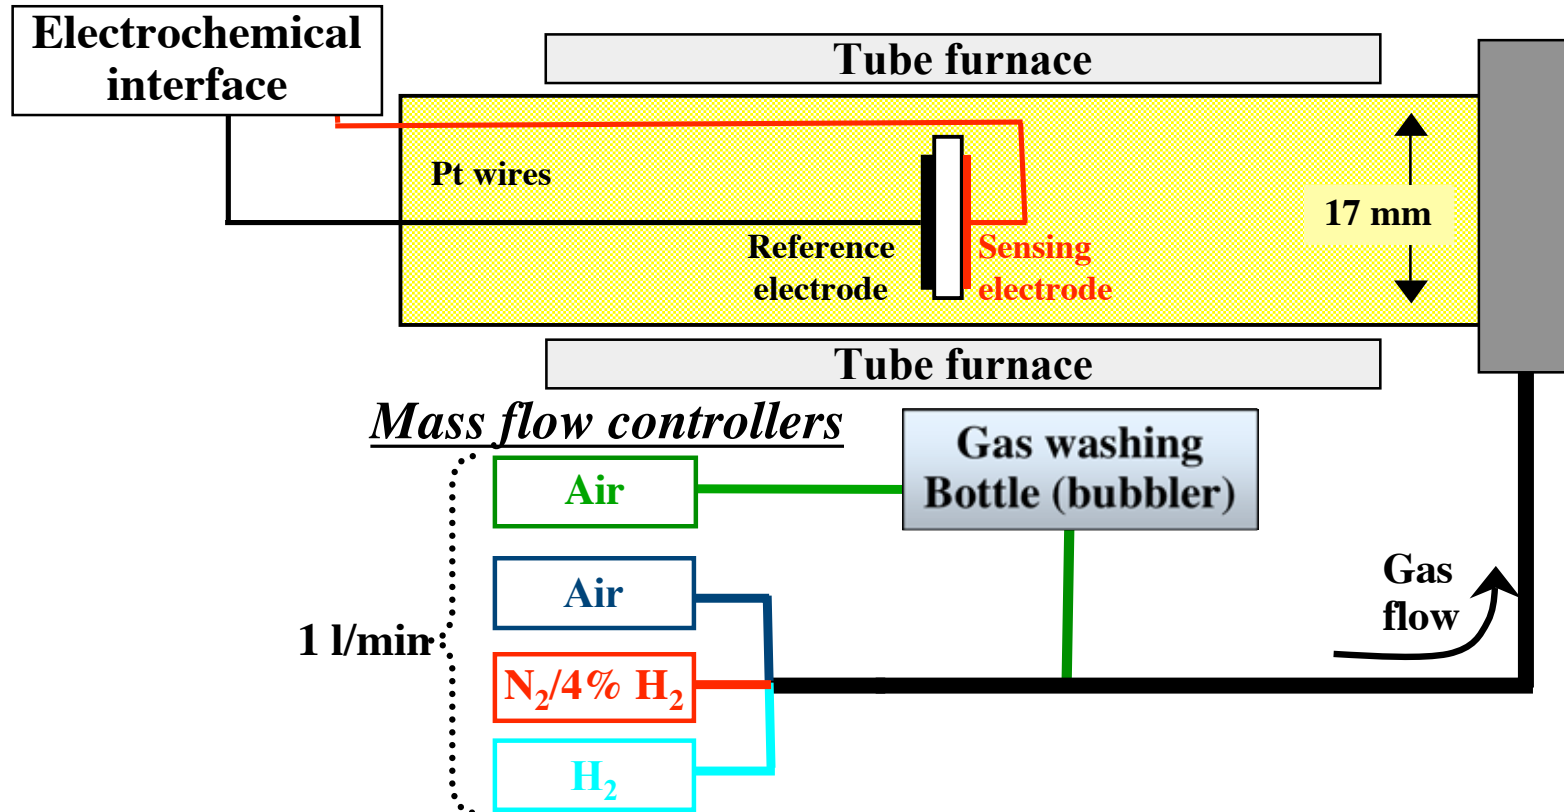 Electrochemical
interface
Tube furnace
Pt wires
17 mm
Reference
electrode
Sensing
electrode
Tube furnace
Mass flow controllers
Air
Gas washing
Bottle (bubbler)
Air
Gas
flow
1 l/min
N₂/4% H₂
H₂